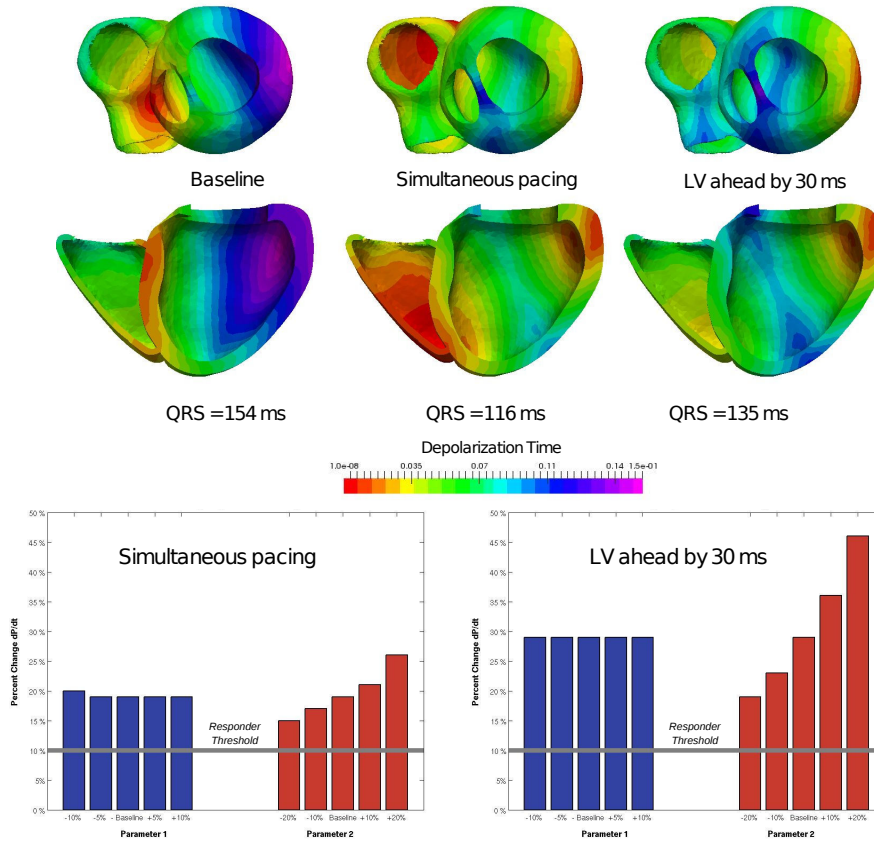 Baseline
Simultaneous pacing
LV ahead by 30 ms
QRS = 154 ms
QRS = 116 ms
QRS = 135 ms
Depolarization Time
1.0e-08 0.035 0.07 0.11 0.14 1.5e-01
50 %
45 %
40 %
35 %
30 %
25 %
20 %
15 %
10 %
5%
0 %
Percent Change dP/dt
Simultaneous pacing
Responder
Threshold
-10% -5% - Baseline +5% +10%
Parameter 1
-20% -10% Baseline +10% +20%
Parameter 2
50 %
45%
40 %
35 %
30 %
25%
20 %
15%
10 %
5%
0 %
Percent Change dP/dt
LV ahead by 30 ms
Responder
Threshold
-10% -5% - Baseline +5% +10%
Parameter 1
-20% -10% Baseline +10% +20%
Parameter 2